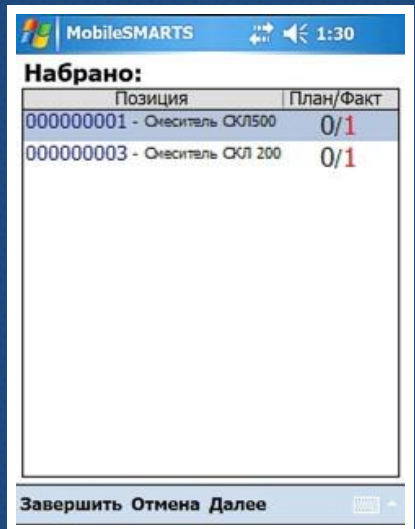 MobileSMARTS 1:30
Набрано:
Позиция План/Факт
000000001 - Смеситель СКЛ500 0/1
000000003 - Смеситель СКЛ 200 0/1
Завершить Отмена Далее